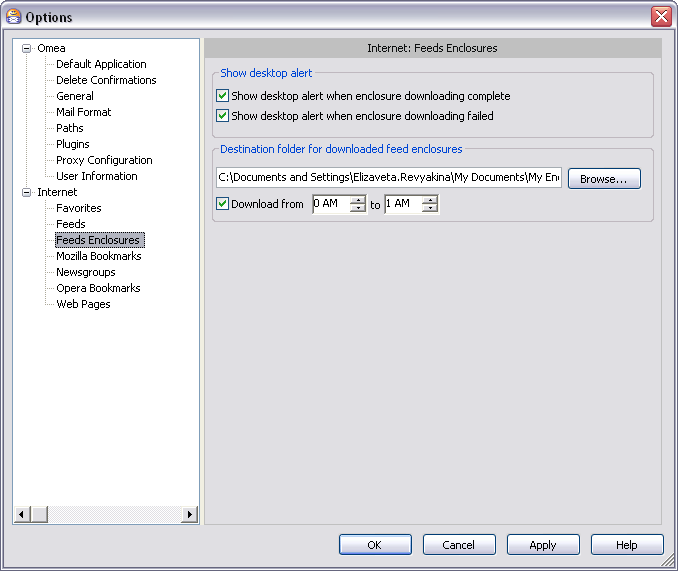 Options
Omea
Default Application
Delete Confirmations
General
Mail Format
Paths
Plugins
Proxy Configuration
User Information
Internet
Favorites
Feeds
Feeds Enclosures
Mozilla Bookmarks
Newsgroups
Opera Bookmarks
Web Pages
Internet: Feeds Enclosures
Show desktop alert
Show desktop alert when enclosure downloading complete
Show desktop alert when enclosure downloading failed
Destination folder for downloaded feed enclosures
C:\Documents and Settings\Elizaveta.Revyakina\My Documents\My En
Browse...
Download from 0 AM to 1 AM
OK Cancel Apply Help